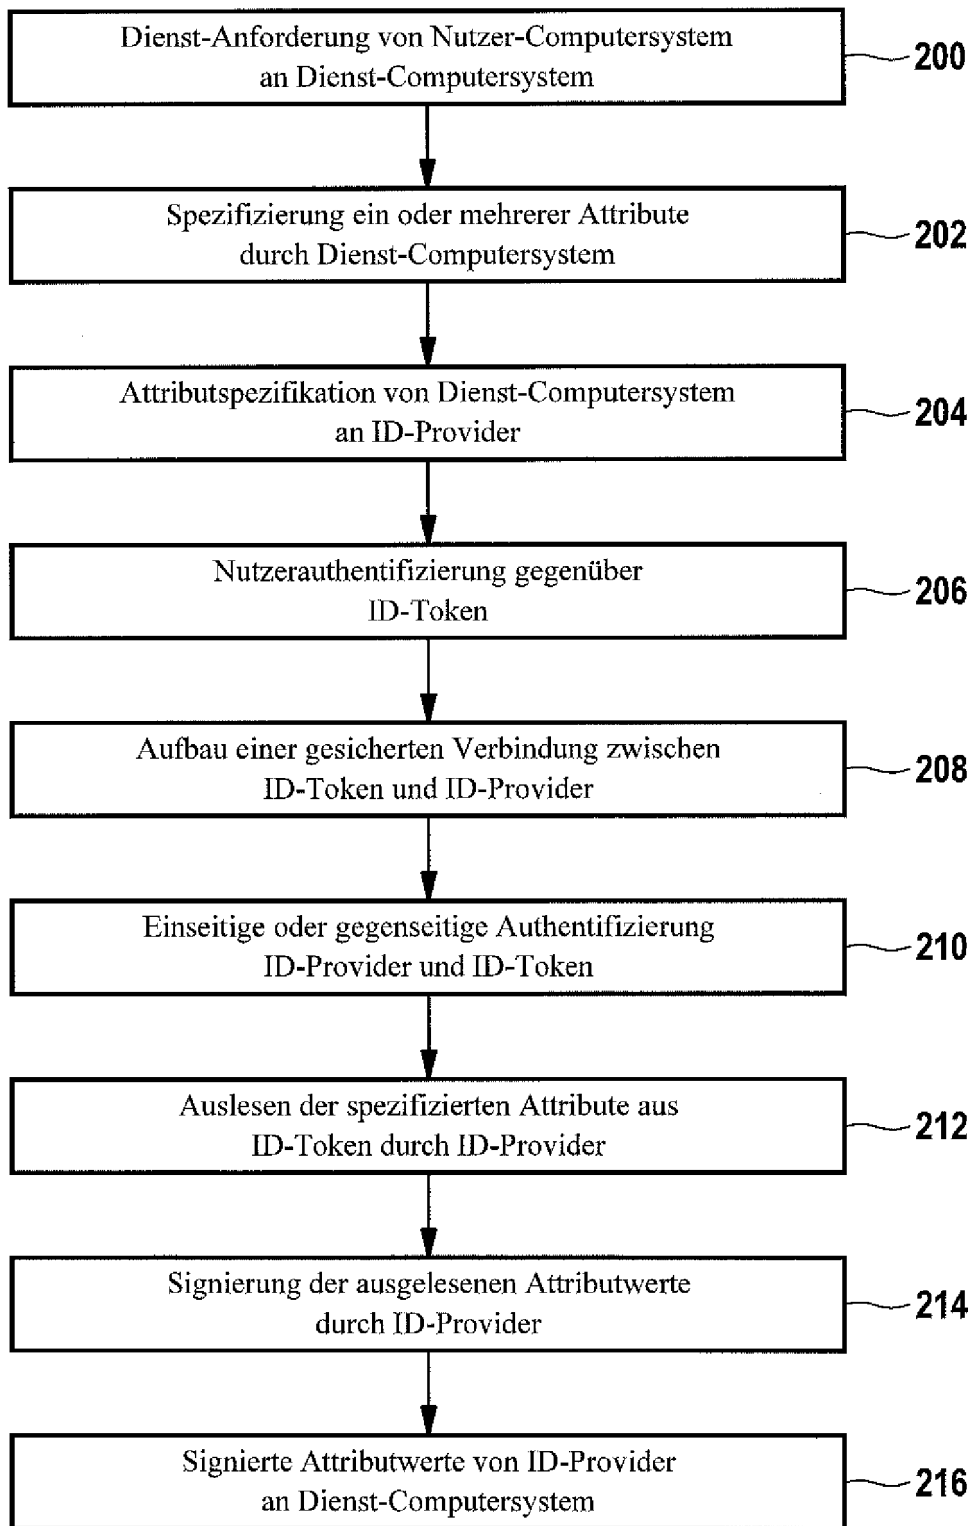 Dienst-Anforderung von Nutzer-Computersystem
an Dienst-Computersystem
200
Spezifizierung ein oder mehrerer Attribute
durch Dienst-Computersystem
202
Attributspezifikation von Dienst-Computersystem
an ID-Provider
204
Nutzerauthentifizierung gegenüber
ID-Token
206
Aufbau einer gesicherten Verbindung zwischen
ID-Token und ID-Provider
208
Einseitige oder gegenseitige Authentifizierung
ID-Provider und ID-Token
210
Auslesen der spezifizierten Attribute aus
ID-Token durch ID-Provider
212
Signierung der ausgelesenen Attributwerte
durch ID-Provider
214
Signierte Attributwerte von ID-Provider
an Dienst-Computersystem
216